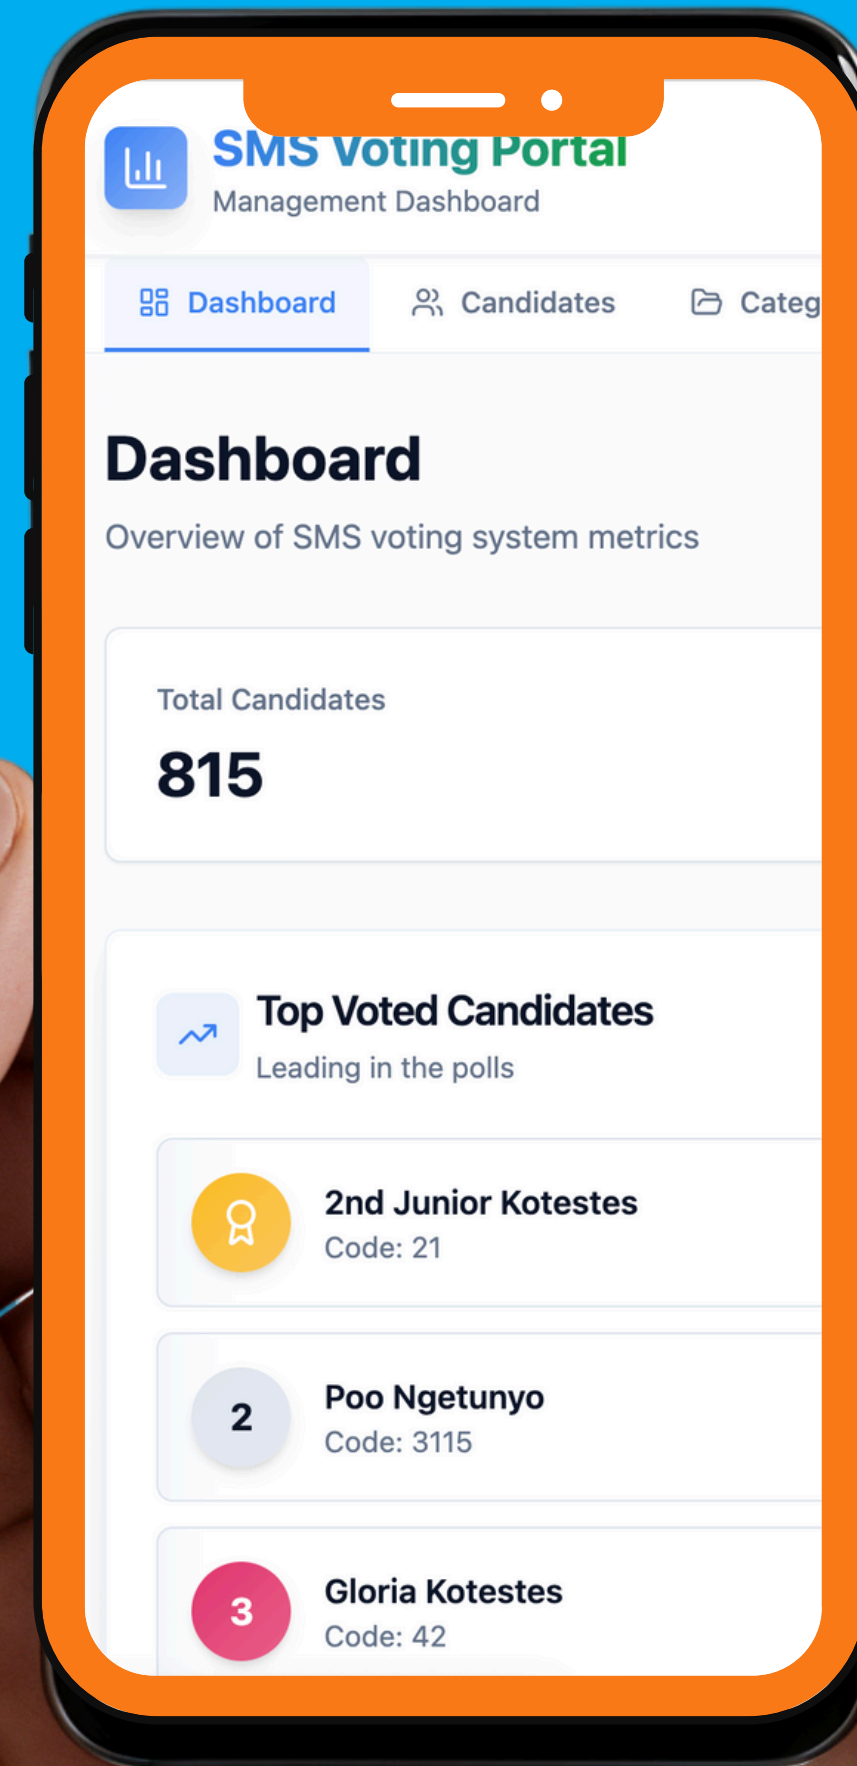 SMS Voting Portal
Management Dashboard
Dashboard
Candidates
Categ
Dashboard
Overview of SMS voting system metrics
Total Candidates
815
Top Voted Candidates
Leading in the polls
2nd Junior Kotestes
Code: 21
2
Poo Ngetunyo
Code: 3115
3
Gloria Kotestes
Code: 42